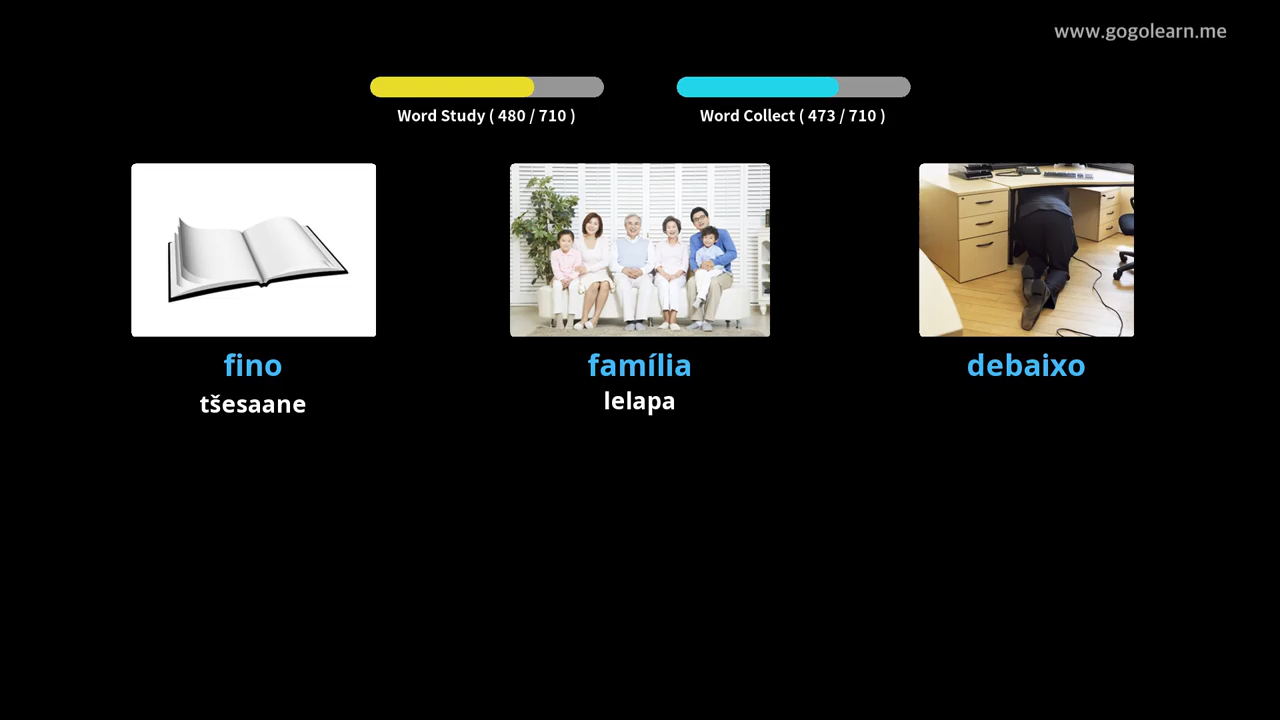 www.gogolearn.me
Word Study ( 480 / 710 )
Word Collect ( 473 / 710 )
fino
tšesaane
família
lelapa
debaixo